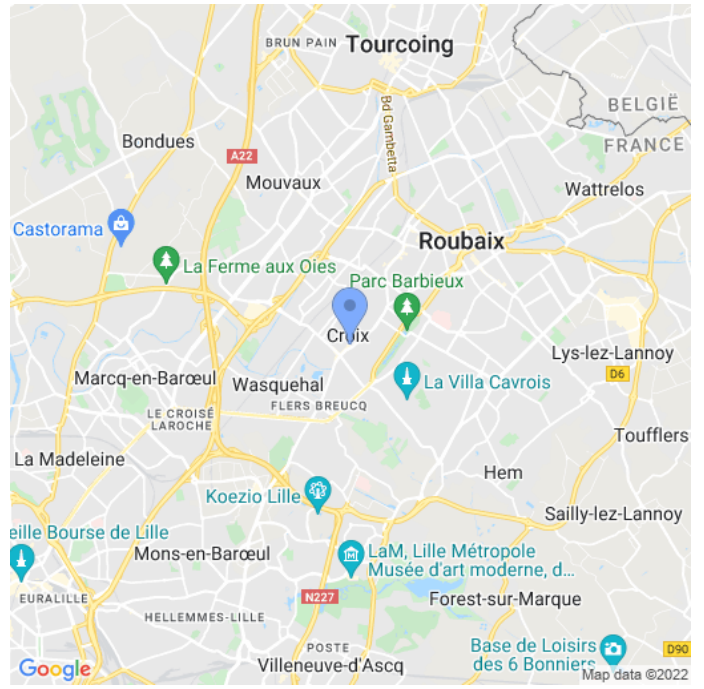 BRUN PAIN
Tourcoing
Bd Gambetta
BELGIË
FRANCE
Bondues
A22
Mouvaux
Wattrelos
Castorama
Roubaix
La Ferme aux Oies
Parc Barbieux
Croix
Lys-lez-Lannoy
D6
Marcq-en-Barœul
Wasquehal
La Villa Cavrois
FLERS BREUCQ
LE CROISÉ
LAROCHE
Toufflers
La Madeleine
Hem
Koezio Lille
Sailly-lez-Lannoy
eille Bourse de Lille
Mons-en-Barœul
LaM, Lille Métropole
Musée d'art moderne, d...
EURALILLE
N227
Forest-sur-Marque
HELLEMMES-LILLE
POSTE
Villeneuve-d'Ascq
Base de Loisirs
des 6 Bonniers
D90
Google
Map data ©2022